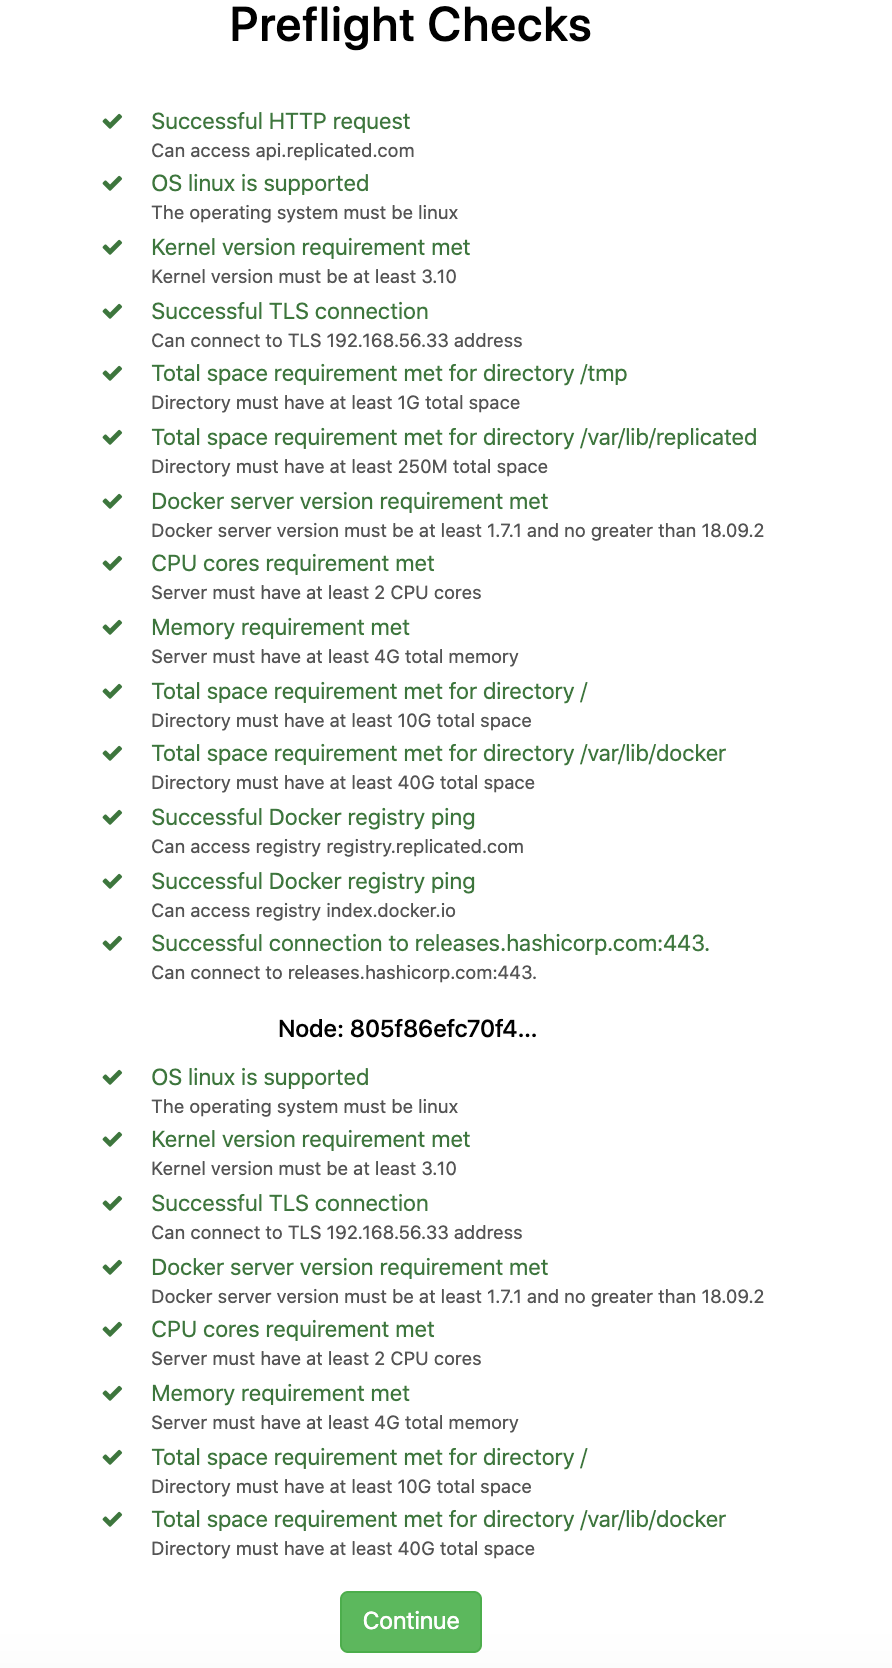 Preflight Checks
Successful HTTP request
Can access api.replicated.com
OS linux is supported
The operating system must be linux
Kernel version requirement met
Kernel version must be at least 3.10
Successful TLS connection
Can connect to TLS 192.168.56.33 address
Total space requirement met for directory /tmp
Directory must have at least 1G total space
Total space requirement met for directory /var/lib/replicated
Directory must have at least 250M total space
Docker server version requirement met
Docker server version must be at least 1.7.1 and no greater than 18.09.2
CPU cores requirement met
Server must have at least 2 CPU cores
Memory requirement met
Server must have at least 4G total memory
Total space requirement met for directory /
Directory must have at least 10G total space
Total space requirement met for directory /var/lib/docker
Directory must have at least 40G total space
Successful Docker registry ping
Can access registry registry.replicated.com
Successful Docker registry ping
Can access registry index.docker.io
Successful connection to releases.hashicorp.com:443.
Can connect to releases.hashicorp.com:443.
Node: 805f86efc70f4...
OS linux is supported
The operating system must be linux
Kernel version requirement met
Kernel version must be at least 3.10
Successful TLS connection
Can connect to TLS 192.168.56.33 address
Docker server version requirement met
Docker server version must be at least 1.7.1 and no greater than 18.09.2
CPU cores requirement met
Server must have at least 2 CPU cores
Memory requirement met
Server must have at least 4G total memory
Total space requirement met for directory /
Directory must have at least 10G total space
Total space requirement met for directory /var/lib/docker
Directory must have at least 40G total space
Continue